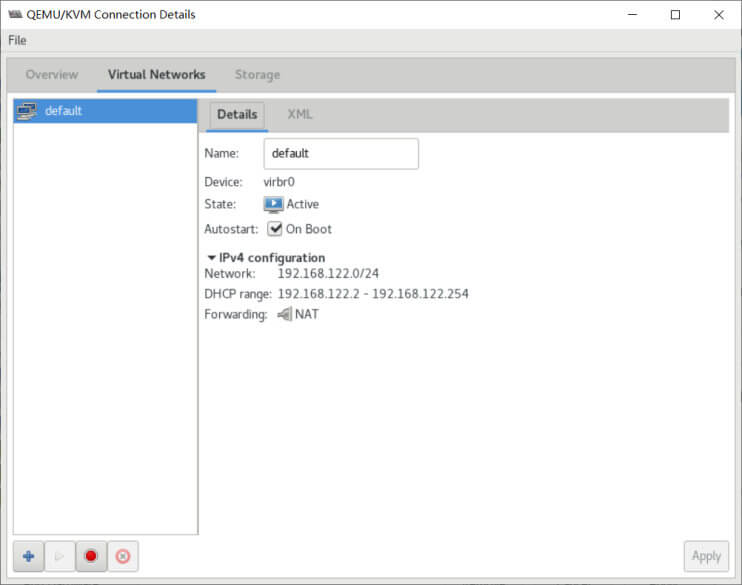 QEMU/KVM Connection Details
File
Overview Virtual Networks Storage
default
Details XML
Name: default
Device: virbr0
State: Active
Autostart: On Boot
IPv4 configuration
Network: 192.168.122.0/24
DHCP range: 192.168.122.2 - 192.168.122.254
Forwarding: NAT
Apply